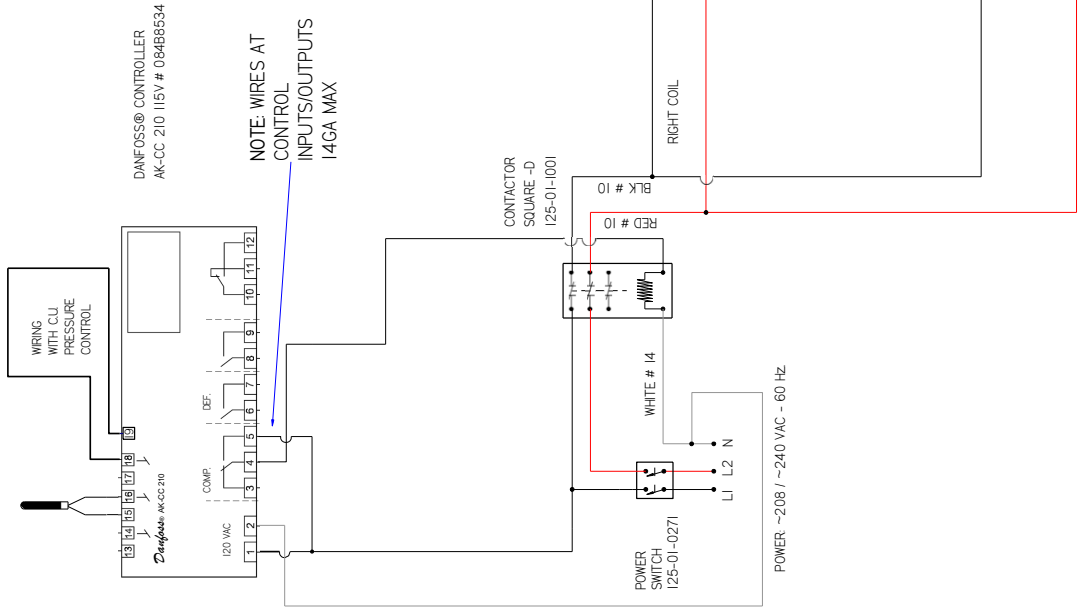 DANFOSS® CONTROLLER
AK-CC 210 115V # 084B8534
NOTE: WIRES AT
CONTROL
INPUTS/OUTPUTS
14GA MAX
WIRING
WITH C.U.
PRESSURE
CONTROL
19
18
17
16
15
14
13
Danfoss® AK-CC 210
12
11
10
9
8
7
6
5
4
3
2
1
DEF.
COMP.
120 VAC
CONTACTOR
SQUARE -D
125-01-1001
BLK # 10
RED # 10
RIGHT COIL
WHITE # 14
N
L2
L1
POWER
SWITCH
125-01-0271
POWER: ~208 / ~240 VAC - 60 HZ